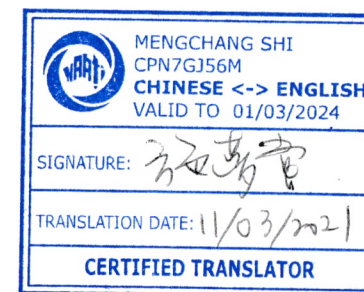 NAATI
MENGCHANG SHI
CPN7GJ56M
CHINESE <-> ENGLISH
VALID TO 01/03/2024
SIGNATURE:
TRANSLATION DATE: 11/03/2021
CERTIFIED TRANSLATOR